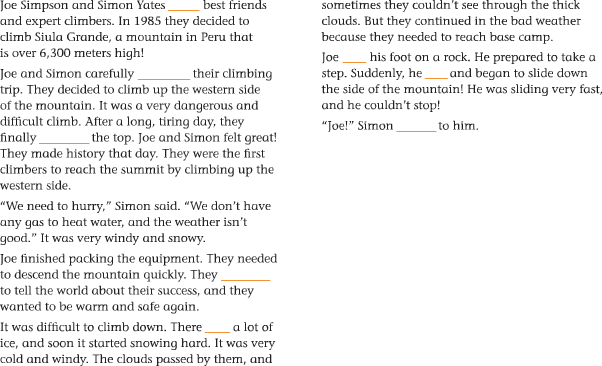 Joe Simpson and Simon Yates _____ best friends
and expert climbers. In 1985 they decided to
climb Siula Grande, a mountain in Peru that
is over 6,300 meters high!
Joe and Simon carefully ________ their climbing
trip. They decided to climb up the western side
of the mountain. It was a very dangerous and
difficult climb. After a long, tiring day, they
finally ________ the top. Joe and Simon felt great!
They made history that day. They were the first
climbers to reach the summit by climbing up the
western side.
“We need to hurry,” Simon said. “We don’t have
any gas to heat water, and the weather isn’t
good.” It was very windy and snowy.
Joe finished packing the equipment. They needed
to descend the mountain quickly. They ________
to tell the world about their success, and they
wanted to be warm and safe again.
It was difficult to climb down. There ____ a lot of
ice, and soon it started snowing hard. It was very
cold and windy. The clouds passed by them, and
sometimes they couldn’t see through the thick
clouds. But they continued in the bad weather
because they needed to reach base camp.
Joe ____ his foot on a rock. He prepared to take a
step. Suddenly, he ____ and began to slide down
the side of the mountain! He was sliding very fast,
and he couldn’t stop!
“Joe!” Simon ______ to him.